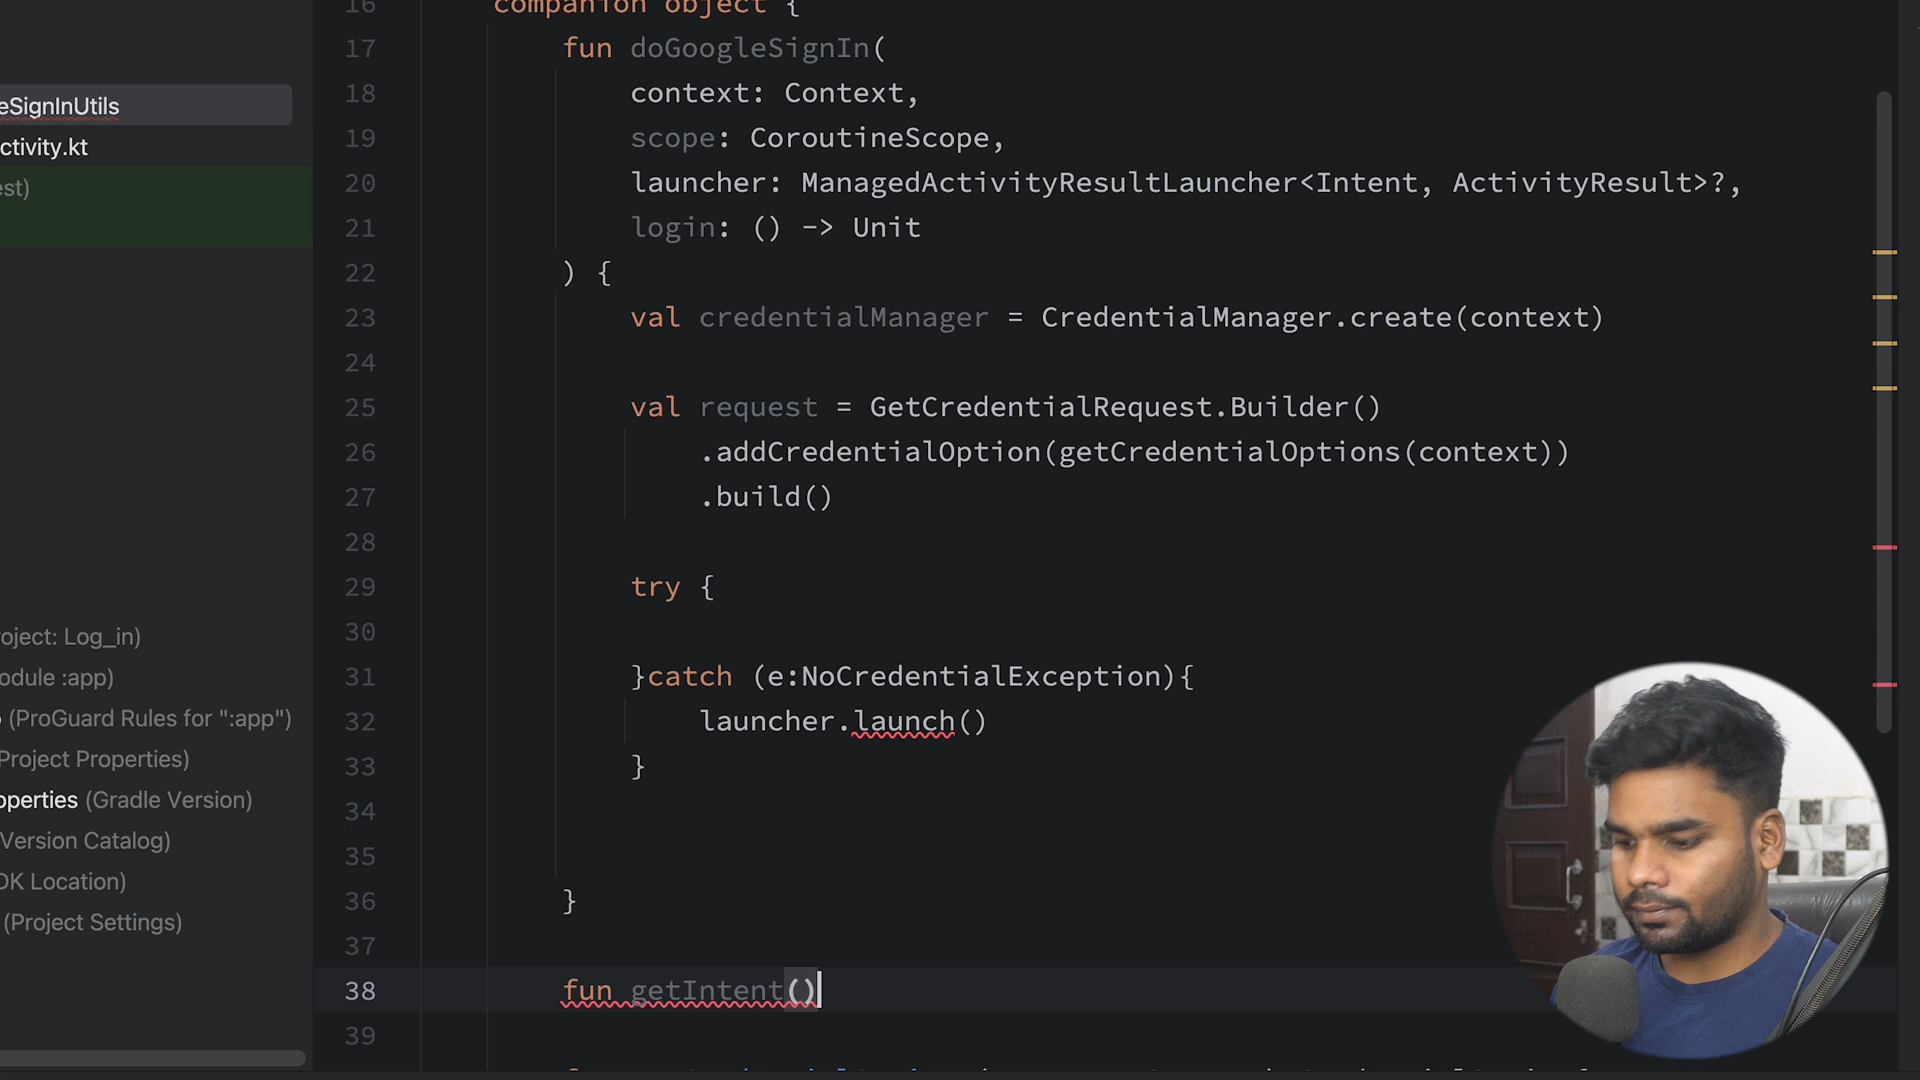 eSignInUtils
ctivity.kt
est)
oject: Log_in)
odule :app)
(ProGuard Rules for ":app")
Project Properties)
operties (Gradle Version)
Version Catalog)
DK Location)
(Project Settings)
16 companion object {
17 fun doGoogleSignIn(
18 context: Context,
19 scope: CoroutineScope,
20 launcher: ManagedActivityResultLauncher<Intent, ActivityResult>?,
21 login: () -> Unit
22 ) {
23 val credentialManager = CredentialManager.create(context)
24
25 val request = GetCredentialRequest.Builder()
26 .addCredentialOption(getCredentialOptions(context))
27 .build()
28
29 try {
30
31 }catch (e:NoCredentialException){
32 launcher.launch()
33 }
34
35
36 }
37
38 fun getIntent()
39